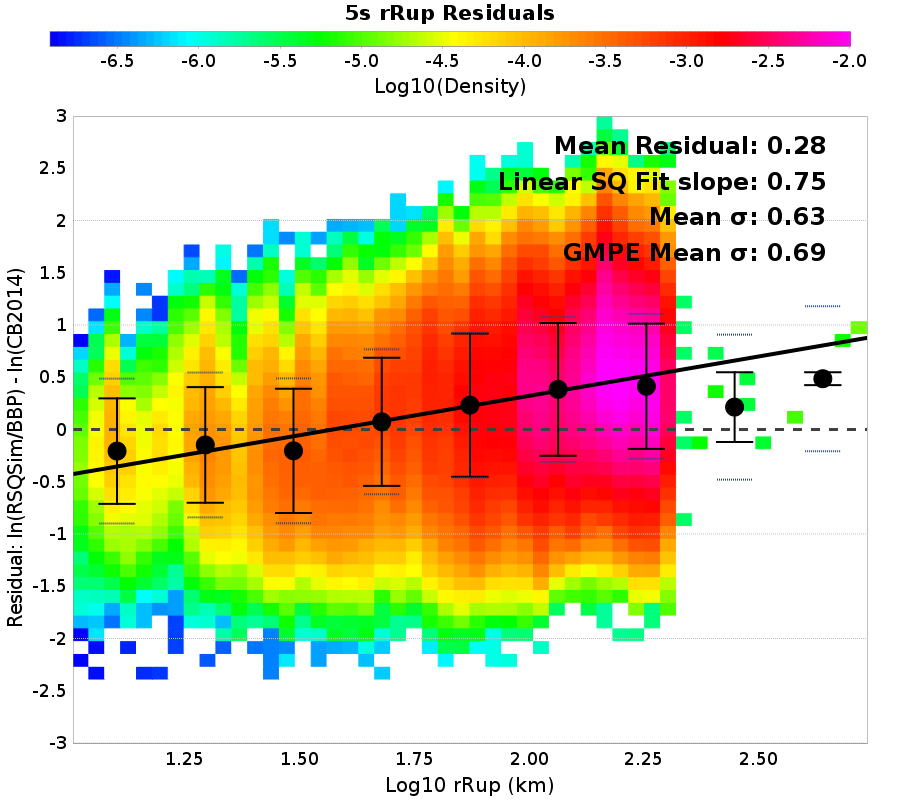 5s rRup Residuals
-6.5 -6.0 -5.5 -5.0 -4.5 -4.0 -3.5 -3.0 -2.5 -2.0
Log10(Density)
Mean Residual: 0.28
Linear SQ Fit slope: 0.75
Mean σ: 0.63
GMPE Mean σ: 0.69
Residual: ln(RSQSim/BBP) - ln(CB2014)
3
2.5
2
1.5
1
0.5
0
-0.5
-1
-1.5
-2
-2.5
-3
1.25 1.50 1.75 2.00 2.25 2.50
Log10 rRup (km)